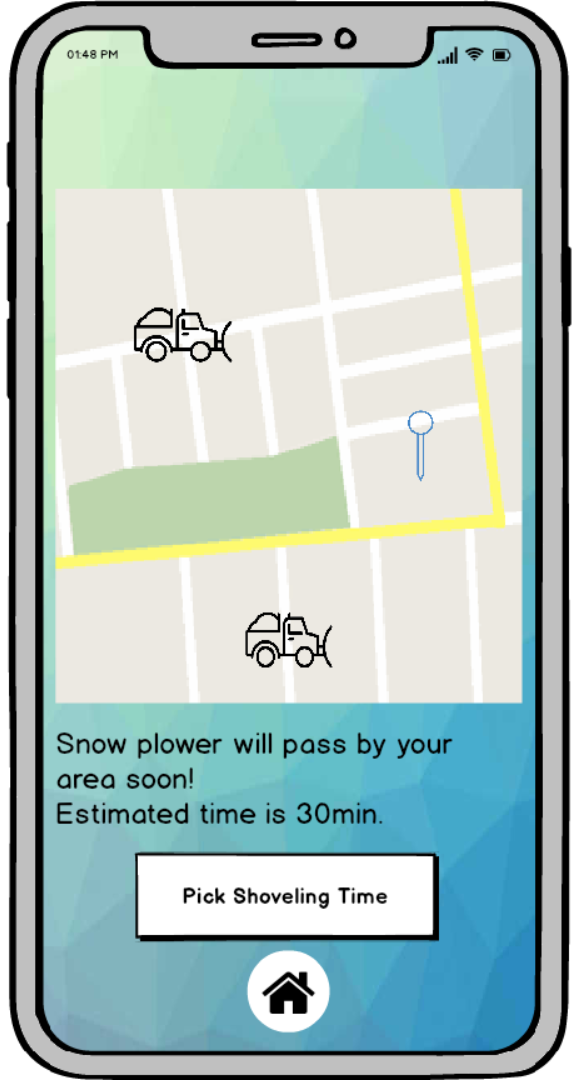 01:48 PM
Snow plower will pass by your
area soon!
Estimated time is 30min.
Pick Shoveling Time